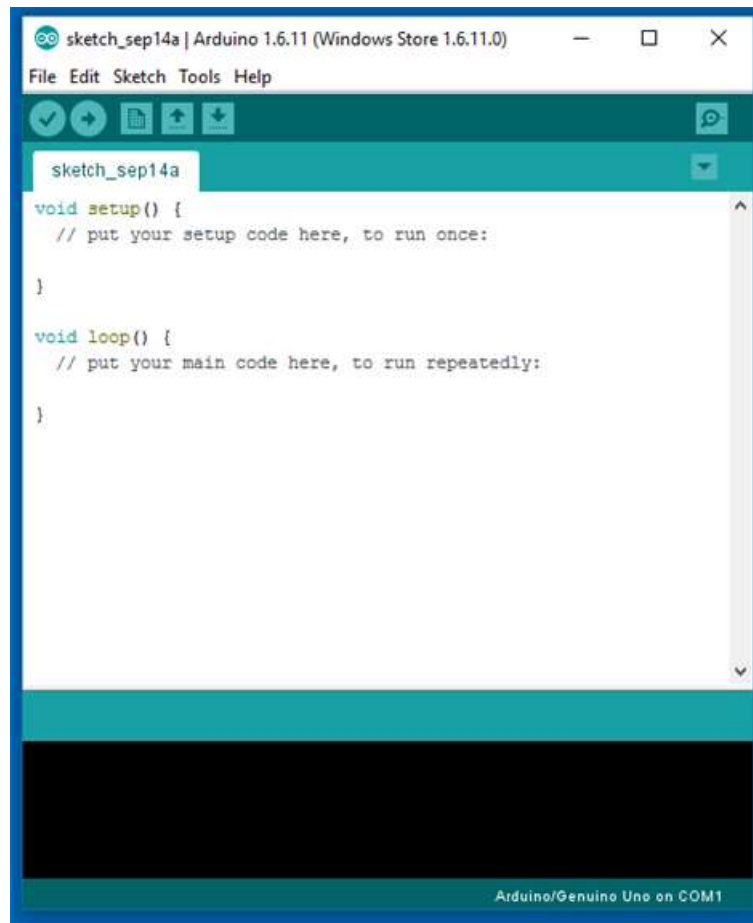 sketch_sep14a | Arduino 1.6.11 (Windows Store 1.6.11.0)
File Edit Sketch Tools Help
sketch_sep14a
void setup() {
  // put your setup code here, to run once:
}
void loop() {
  // put your main code here, to run repeatedly:
}
Arduino/Genuino Uno on COM1